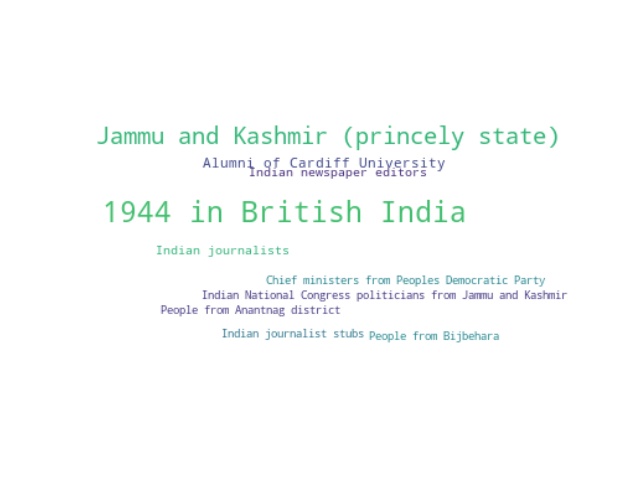 Jammu and Kashmir (princely state)
Alumni of Cardiff University
Indian newspaper editors
1944 in British India
Indian journalists
Chief ministers from Peoples Democratic Party
Indian National Congress politicians from Jammu and Kashmir
People from Anantnag district
Indian journalist stubs
People from Bijbehara